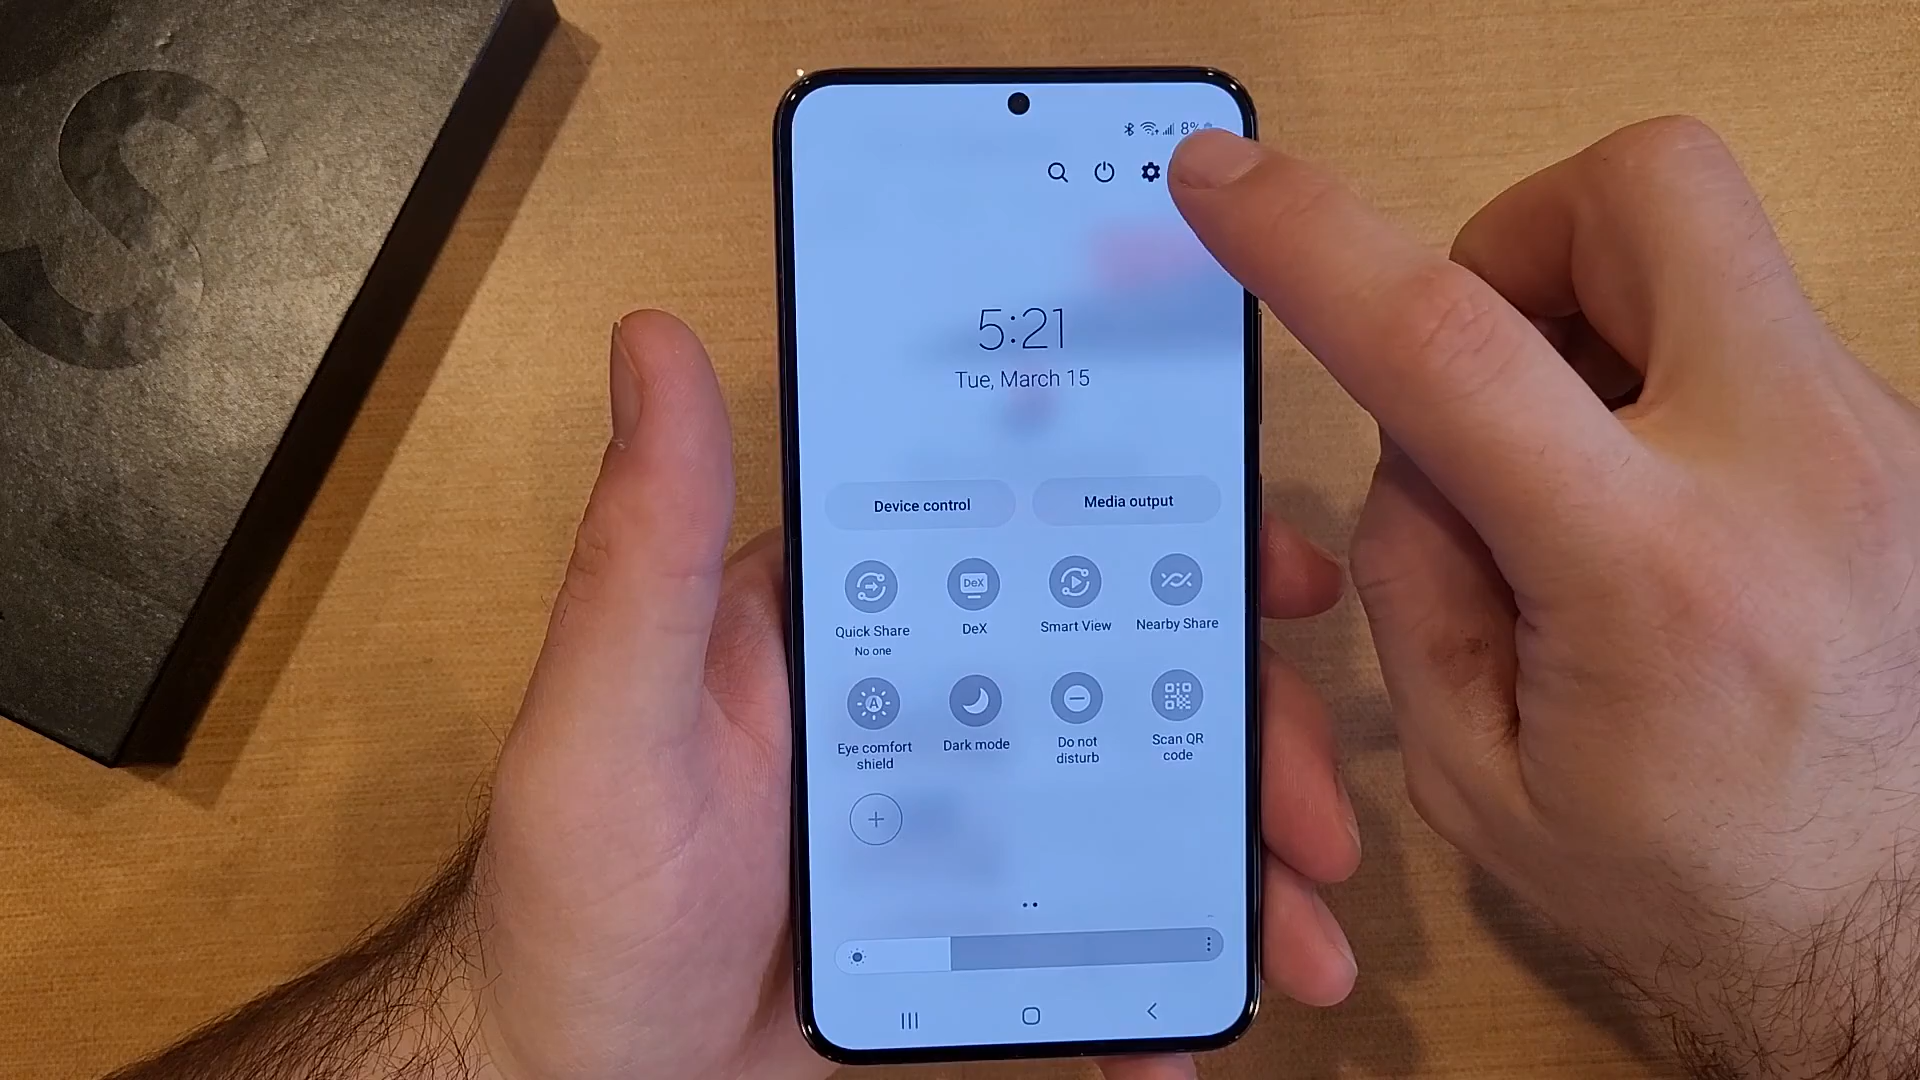 8%
5:21
Tue, March 15
Device control
Media output
DeX
Quick Share
No one
DeX
Smart View
Nearby Share
A
Eye comfort
shield
Dark mode
Do not
disturb
Scan QR
code
S